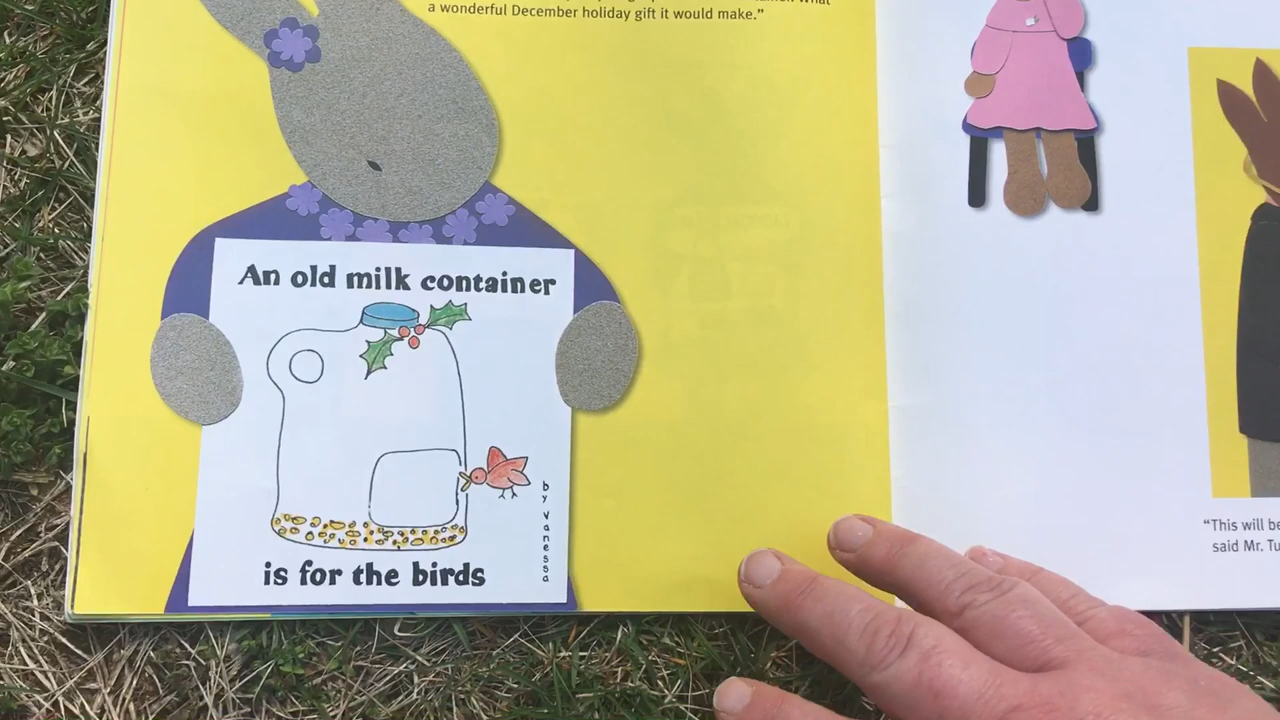 a wonderful December holiday gift it would make.”
An old milk container
is for the birds
by Vanessa
“This will be
said Mr. Tu